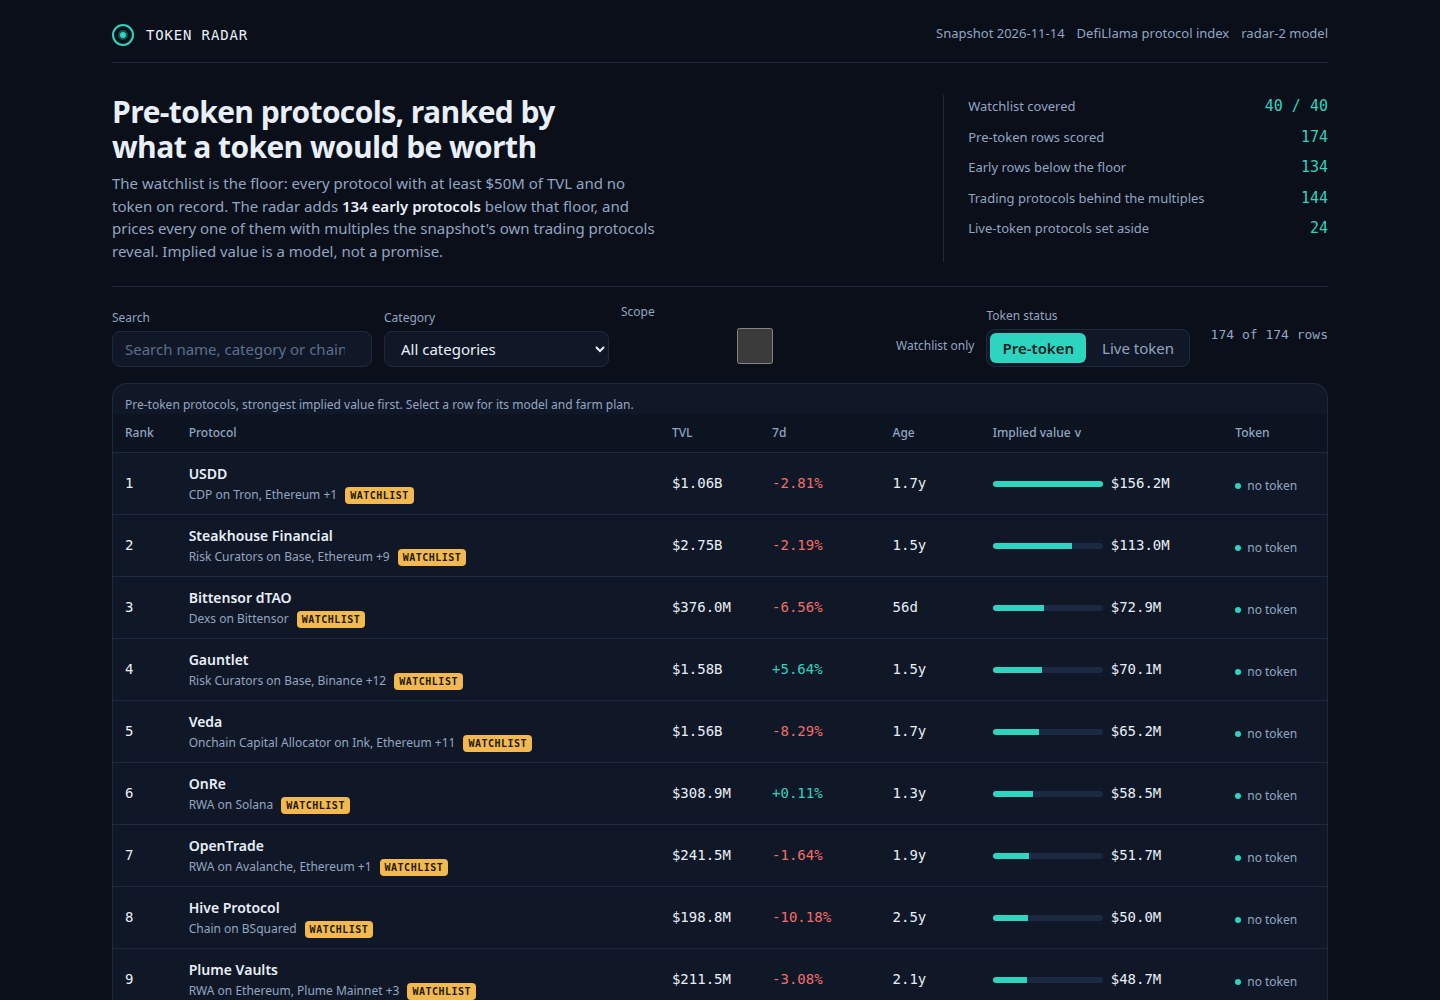 TOKEN RADAR
Snapshot 2026-11-14 DefiLlama protocol index radar-2 model
Pre-token protocols, ranked by
what a token would be worth
The watchlist is the floor: every protocol with at least $50M of TVL and no
token on record. The radar adds 134 early protocols below that floor, and
prices every one of them with multiples the snapshot's own trading protocols
reveal. Implied value is a model, not a promise.
Watchlist covered 40 / 40
Pre-token rows scored 174
Early rows below the floor 134
Trading protocols behind the multiples 144
Live-token protocols set aside 24
Search
Search name, category or chain
Category
All categories
Scope
Watchlist only
Token status
Pre-token Live token
174 of 174 rows
Pre-token protocols, strongest implied value first. Select a row for its model and farm plan.
Rank Protocol TVL 7d Age Implied value v Token
1 USDD $1.06B -2.81% 1.7y $156.2M no token
CDP on Tron, Ethereum +1 WATCHLIST
2 Steakhouse Financial $2.75B -2.19% 1.5y $113.0M no token
Risk Curators on Base, Ethereum +9 WATCHLIST
3 Bittensor dTAO $376.0M -6.56% 56d $72.9M no token
Dexs on Bittensor WATCHLIST
4 Gauntlet $1.58B +5.64% 1.5y $70.1M no token
Risk Curators on Base, Binance +12 WATCHLIST
5 Veda $1.56B -8.29% 1.7y $65.2M no token
Onchain Capital Allocator on Ink, Ethereum +11 WATCHLIST
6 OnRe $308.9M +0.11% 1.3y $58.5M no token
RWA on Solana WATCHLIST
7 OpenTrade $241.5M -1.64% 1.9y $51.7M no token
RWA on Avalanche, Ethereum +1 WATCHLIST
8 Hive Protocol $198.8M -10.18% 2.5y $50.0M no token
Chain on BSquared WATCHLIST
9 Plume Vaults $211.5M -3.08% 2.1y $48.7M no token
RWA on Ethereum, Plume Mainnet +3 WATCHLIST